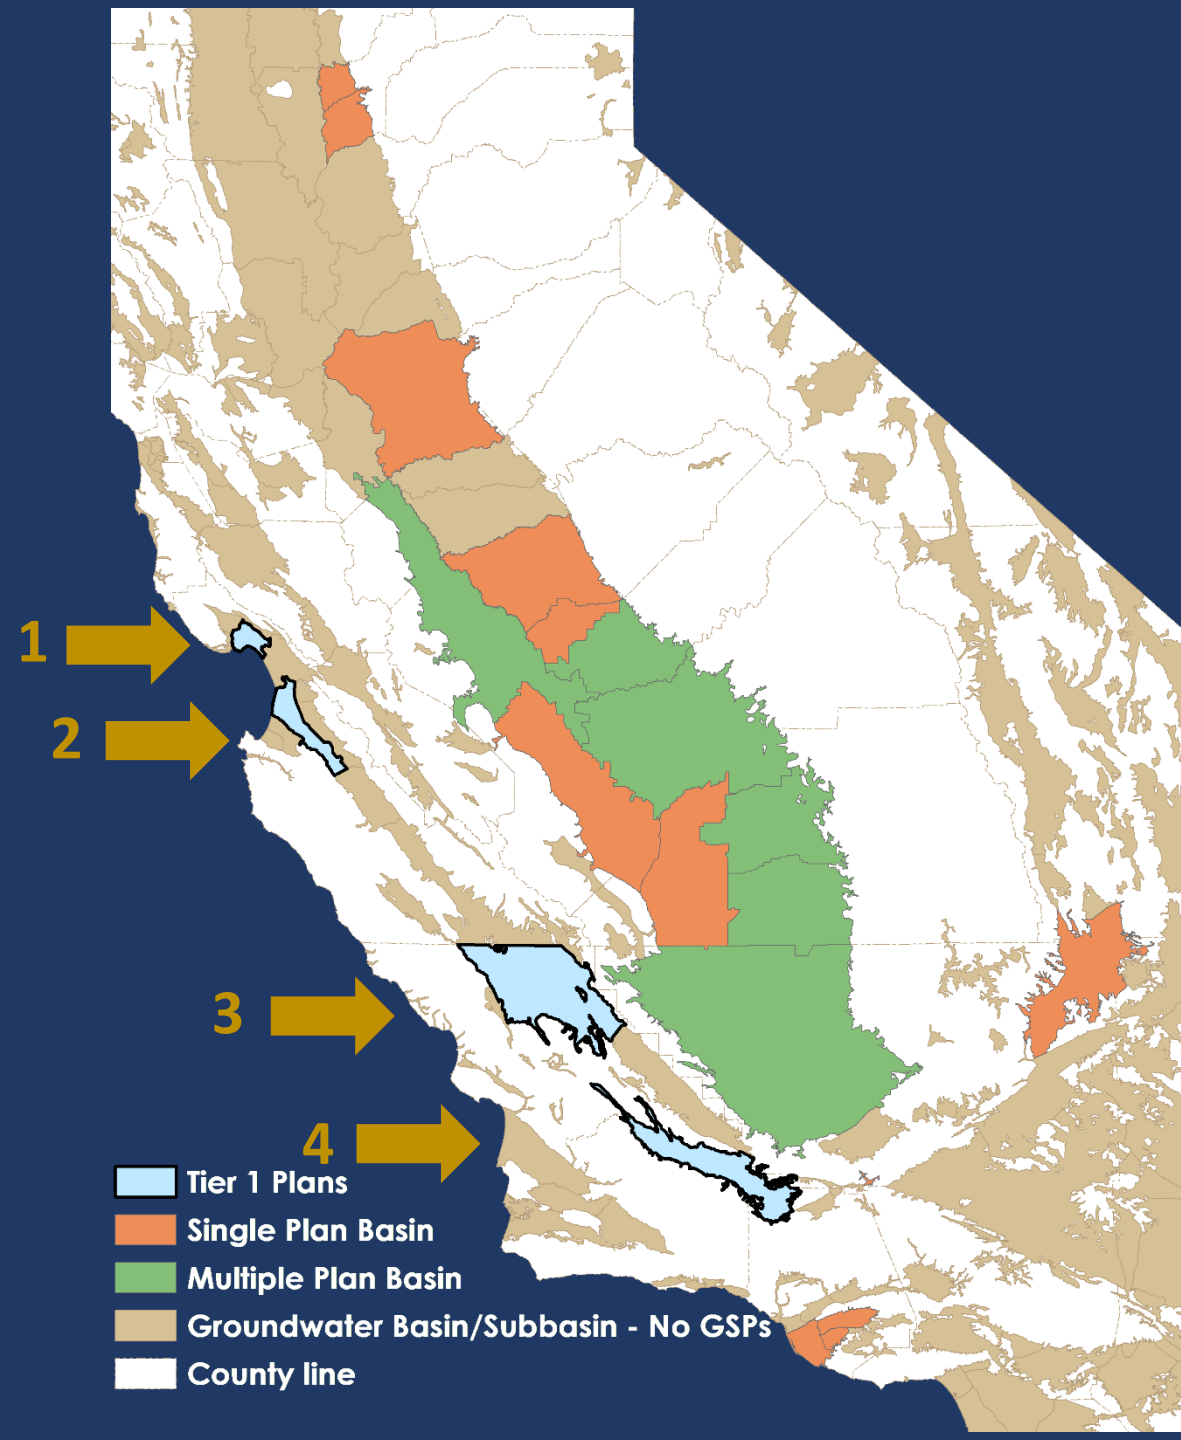 1
2
3
4
Tier 1 Plans
Single Plan Basin
Multiple Plan Basin
Groundwater Basin/Subbasin - No GSPs
County line